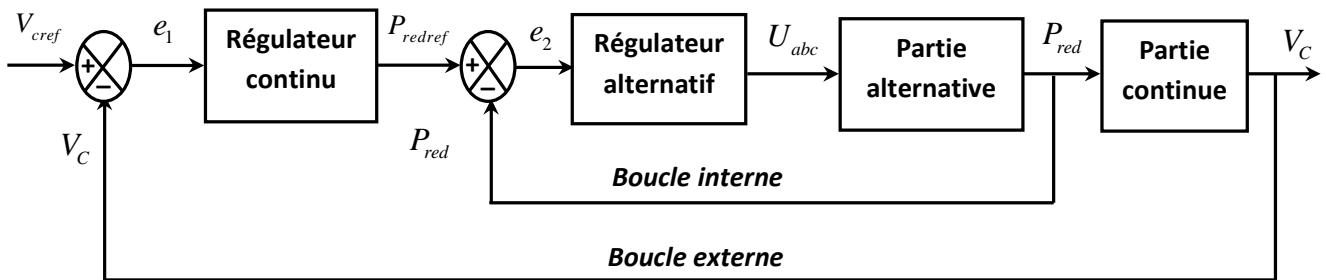 V_cref
+
−
e_1
Régulateur
continu
P_redref
+
−
e_2
Régulateur
alternatif
U_abc
Partie
alternative
P_red
Partie
continue
V_C
V_C
P_red
Boucle interne
Boucle externe